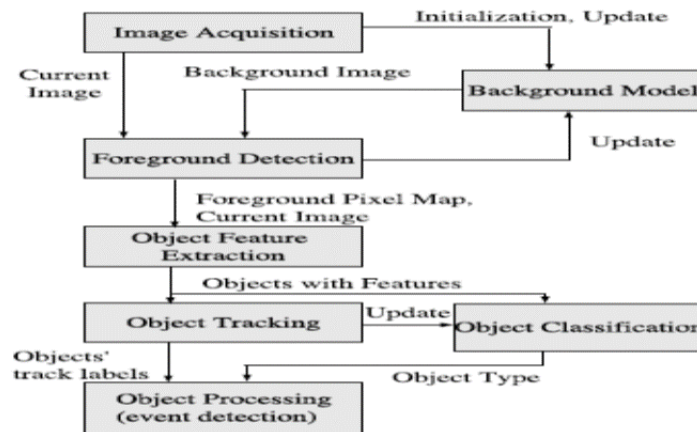 Image Acquisition
Initialization, Update
Current
Image
Background Image
Background Model
Foreground Detection
Update
Foreground Pixel Map,
Current Image
Object Feature
Extraction
Objects with Features
Object Tracking
Update
Object Classification
Objects'
track labels
Object Type
Object Processing
(event detection)